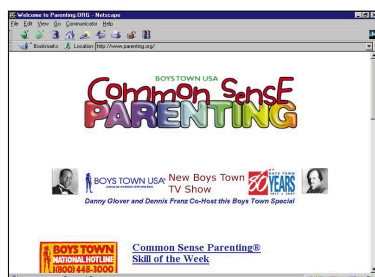 Welcome to Parenting.ORG - Netscape
File Edit View Go Communicator Help
Bookmarks Location: http://www.parenting.org/
BOYS TOWN USA
Common SensE
PARENTING
BOYS TOWN USA®
New Boys Town
TV Show
80 YEARS
Danny Glover and Dennis Franz Co-Host this Boys Town Special
BOYS TOWN
NATIONAL HOTLINE
1(800) 448-3000
Common Sense Parenting®
Skill of the Week